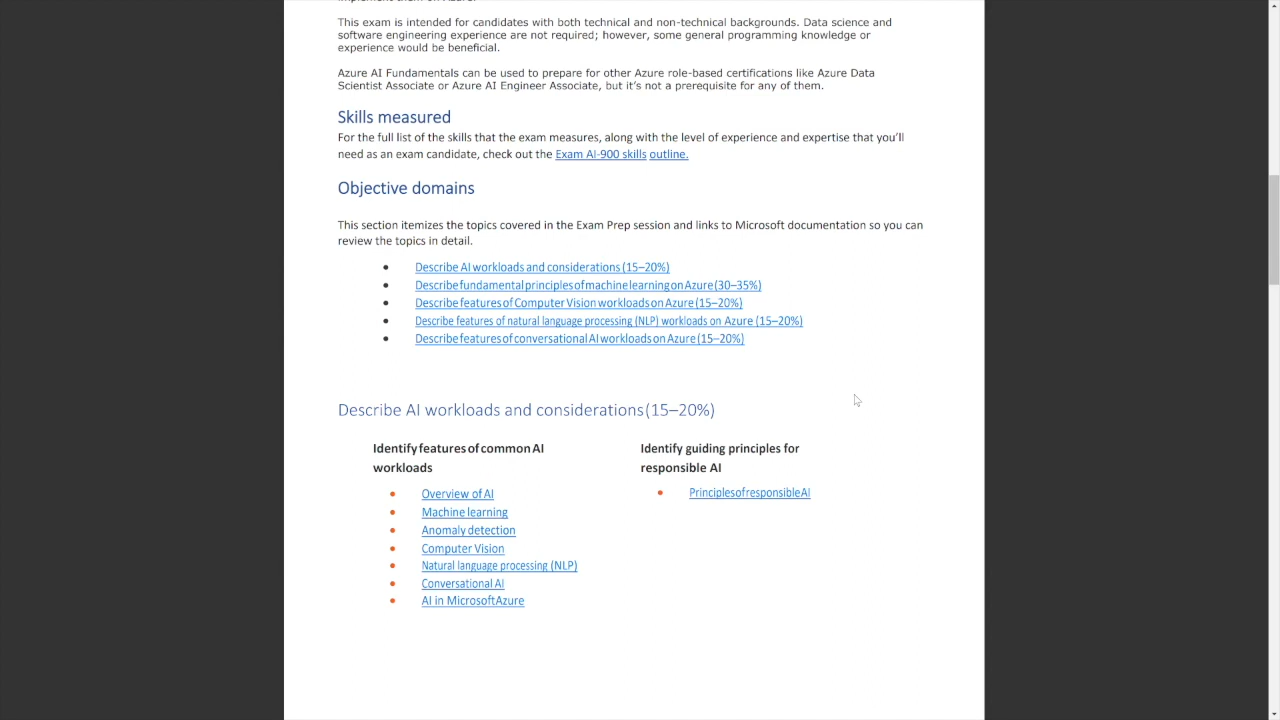 This exam is intended for candidates with both technical and non-technical backgrounds. Data science and
software engineering experience are not required; however, some general programming knowledge or
experience would be beneficial.
Azure AI Fundamentals can be used to prepare for other Azure role-based certifications like Azure Data
Scientist Associate or Azure AI Engineer Associate, but it's not a prerequisite for any of them.
Skills measured
For the full list of the skills that the exam measures, along with the level of experience and expertise that you'll
need as an exam candidate, check out the Exam AI-900 skills outline.
Objective domains
This section itemizes the topics covered in the Exam Prep session and links to Microsoft documentation so you can
review the topics in detail.
• Describe AI workloads and considerations (15–20%)
• Describe fundamental principles of machine learning on Azure (30–35%)
• Describe features of Computer Vision workloads on Azure (15–20%)
• Describe features of natural language processing (NLP) workloads on Azure (15–20%)
• Describe features of conversational AI workloads on Azure (15–20%)
Describe AI workloads and considerations (15–20%)
Identify features of common AI
workloads
• Overview of AI
• Machine learning
• Anomaly detection
• Computer Vision
• Natural language processing (NLP)
• Conversational AI
• AI in MicrosoftAzure
Identify guiding principles for
responsible AI
• Principles of responsible AI